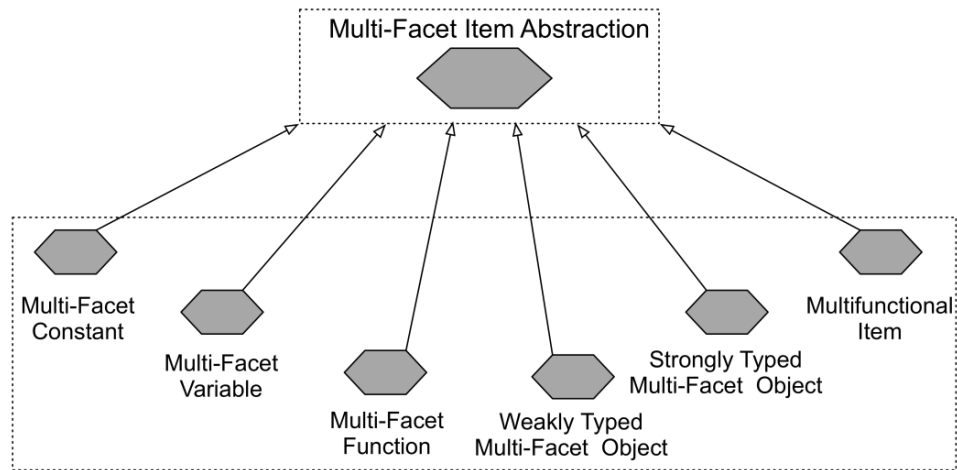 Multi-Facet Item Abstraction
Multi-Facet
Constant
Multi-Facet
Variable
Multi-Facet
Function
Weakly Typed
Multi-Facet Object
Strongly Typed
Multi-Facet Object
Multifunctional
Item